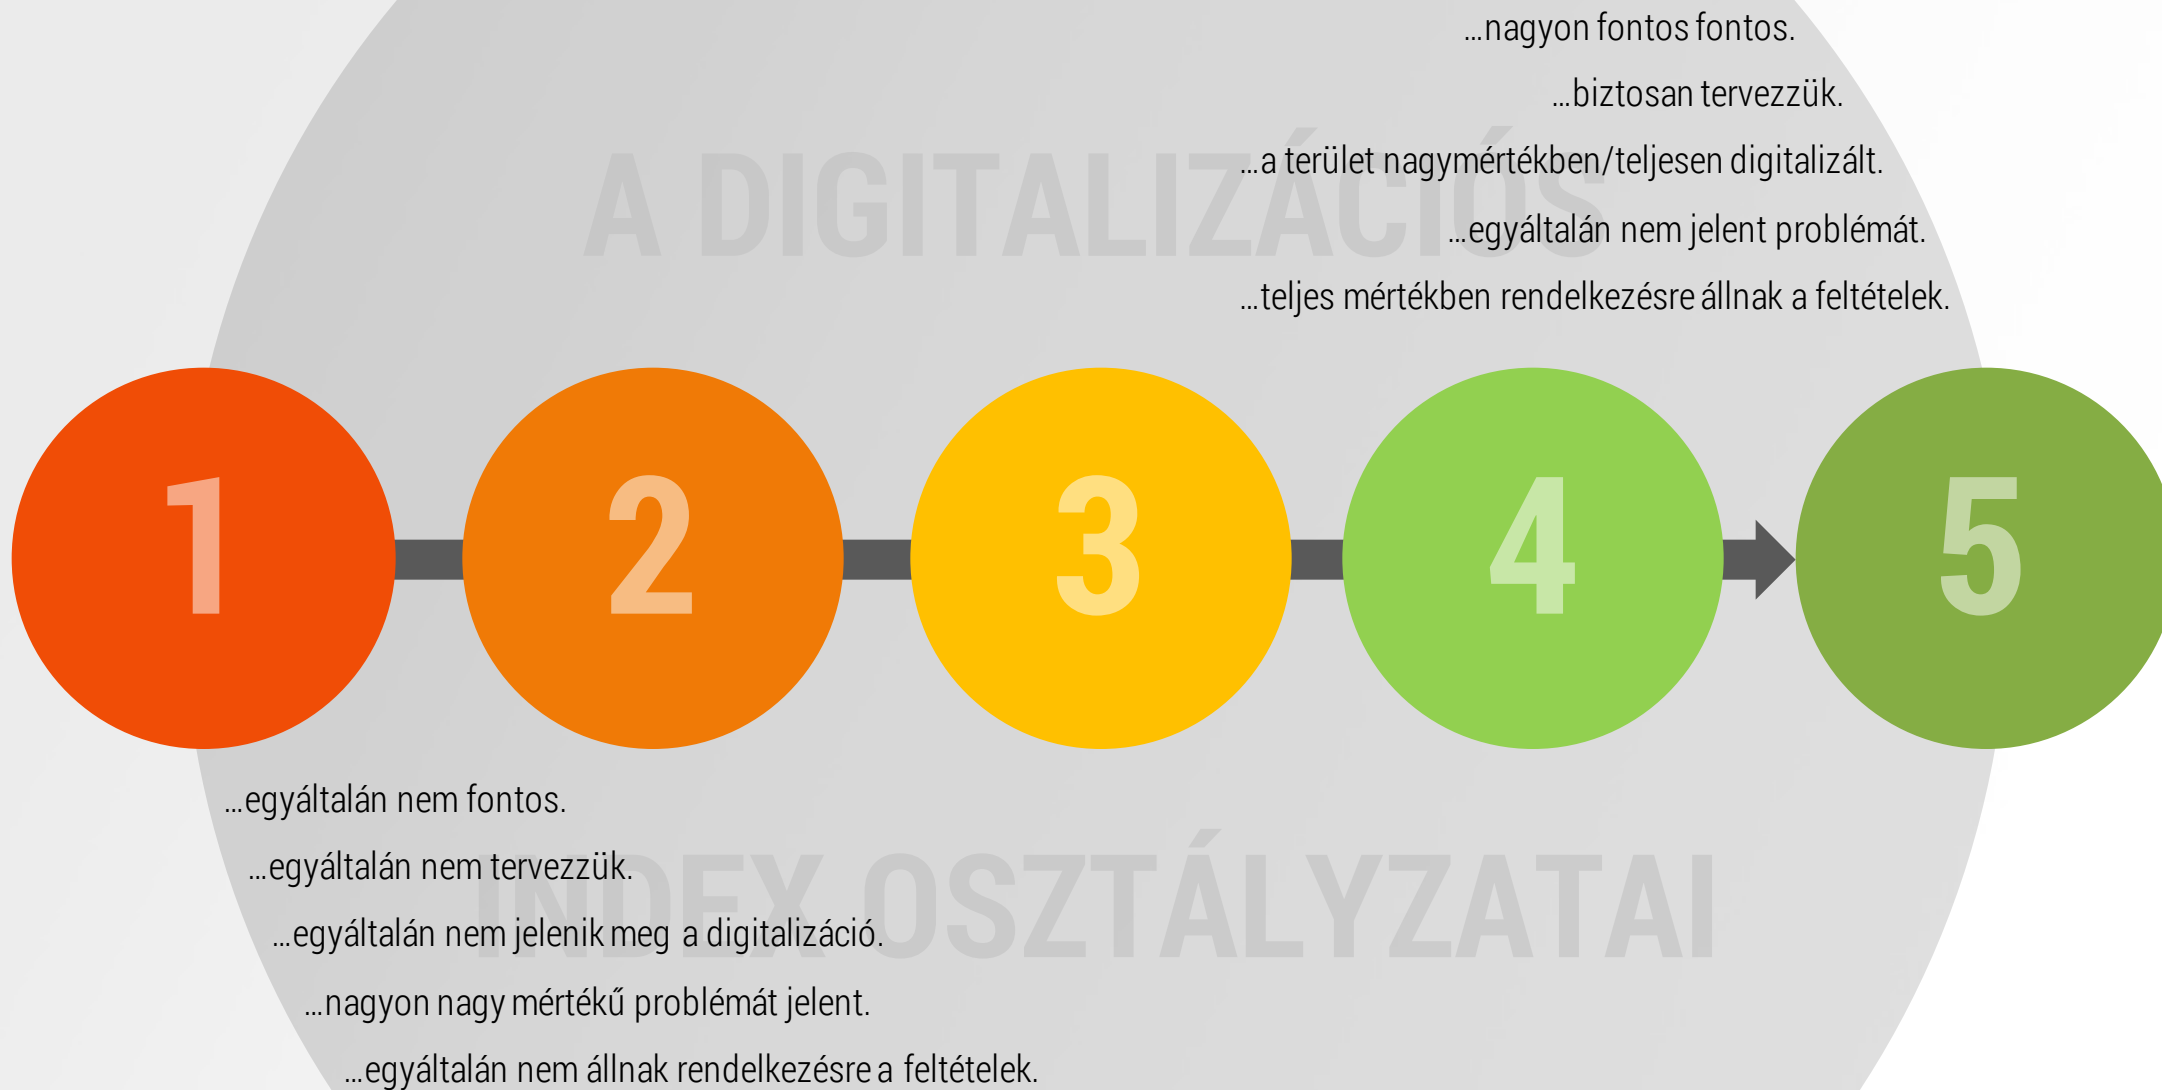 …nagyon fontos fontos.
…biztosan tervezzük.
A DIGITALIZÁCIÓS
…a terület nagymértékben/teljesen digitalizált.
…egyáltalán nem jelent problémát.
…teljes mértékben rendelkezésre állnak a feltételek.
1 2 3 4 5
…egyáltalán nem fontos.
…egyáltalán nem tervezzük.
INDEX OSZTÁLYZATAI
…egyáltalán nem jelenik meg a digitalizáció.
…nagyon nagy mértékű problémát jelent.
…egyáltalán nem állnak rendelkezésre a feltételek.